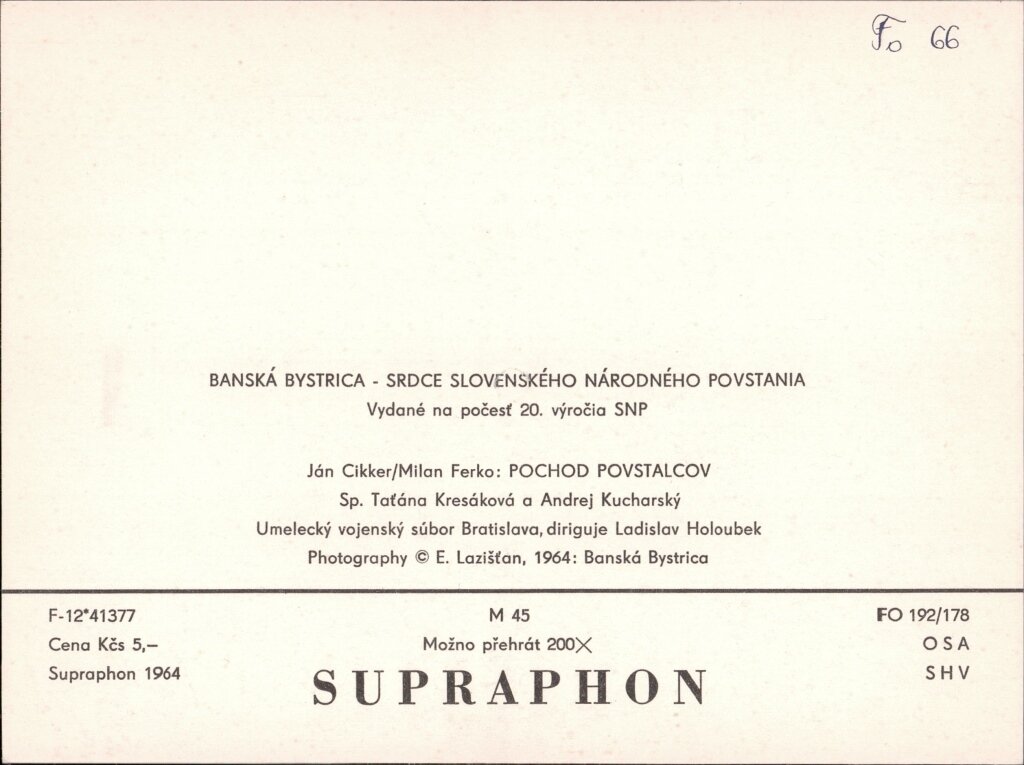 Fo 66
BANSKÁ BYSTRICA - SRDCE SLOVENSKÉHO NÁRODNÉHO POVSTANIA
Vydané na počesť 20. výročia SNP
Ján Cikker/Milan Ferko: POCHOD POVSTALCOV
Sp. Taťána Kresáková a Andrej Kucharský
Umelecký vojenský súbor Bratislava, diriguje Ladislav Holoubek
Photography © E. Lazišťan, 1964: Banská Bystrica
F-12*41377 M 45 FO 192/178
Cena Kčs 5,— Možno přehrát 200X OSA
Supraphon 1964 SHV
SUPRAPHON